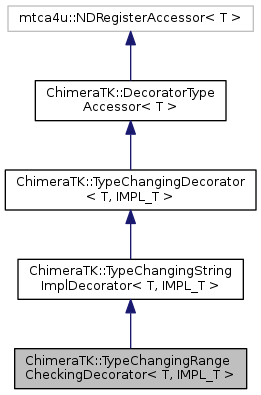 mtca4u::NDRegisterAccessor< T >
ChimeraTK::DecoratorType
Accessor< T >
ChimeraTK::TypeChangingDecorator
< T, IMPL_T >
ChimeraTK::TypeChangingString
ImplDecorator< T, IMPL_T >
ChimeraTK::TypeChangingRange
CheckingDecorator< T, IMPL_T >